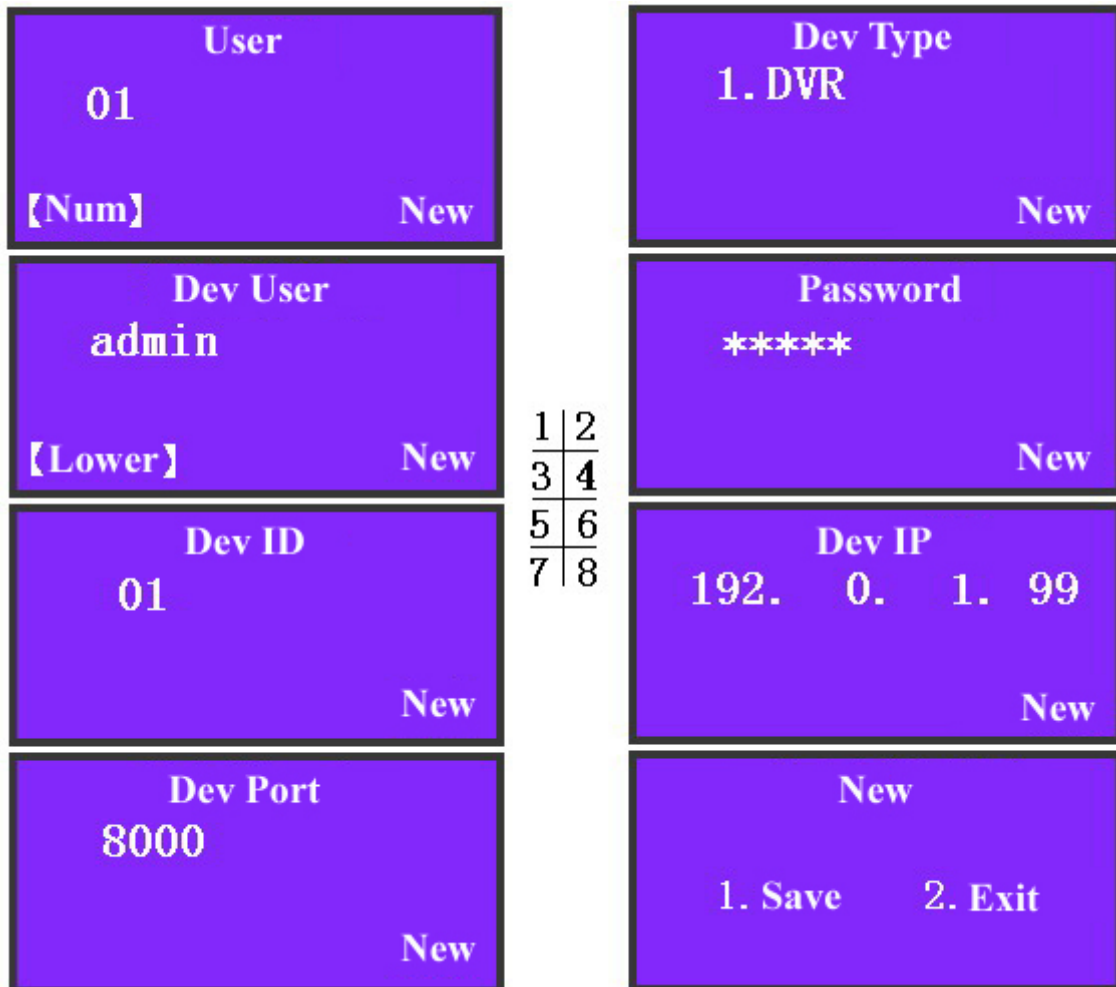 User
01
【Num】 New
Dev Type
1.DVR
New
Dev User
admin
【Lower】 New
Password
*****
New
1 2
3 4
5 6
7 8
Dev ID
01
New
Dev IP
192. 0. 1. 99
New
Dev Port
8000
New
New
1. Save 2. Exit